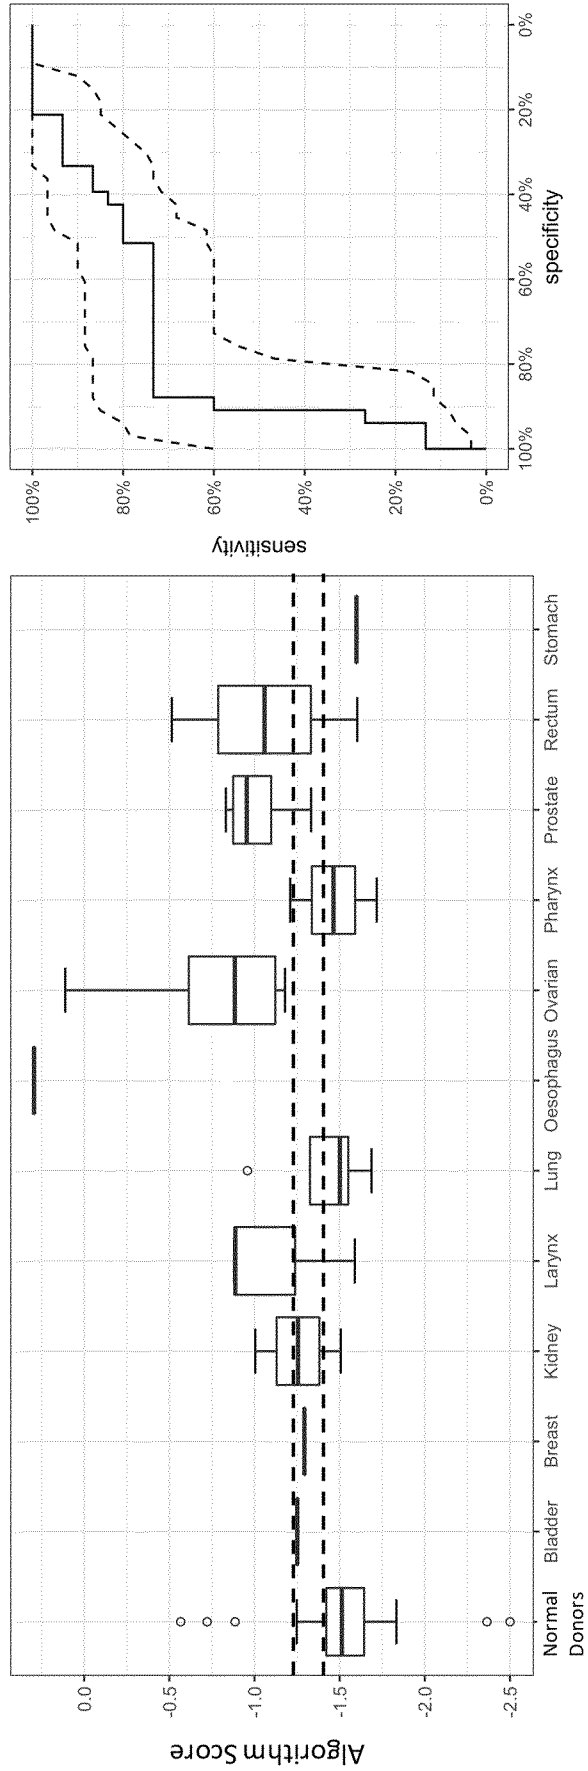 Algorithm Score
0.0
-0.5
-1.0
-1.5
-2.0
-2.5
Normal
Donors
Bladder
Breast
Kidney
Larynx
Lung
Oesophagus
Ovarian
Pharynx
Prostate
Rectum
Stomach
sensitivity
100%
80%
60%
40%
20%
0%
100%
80%
60%
40%
20%
0%
specificity